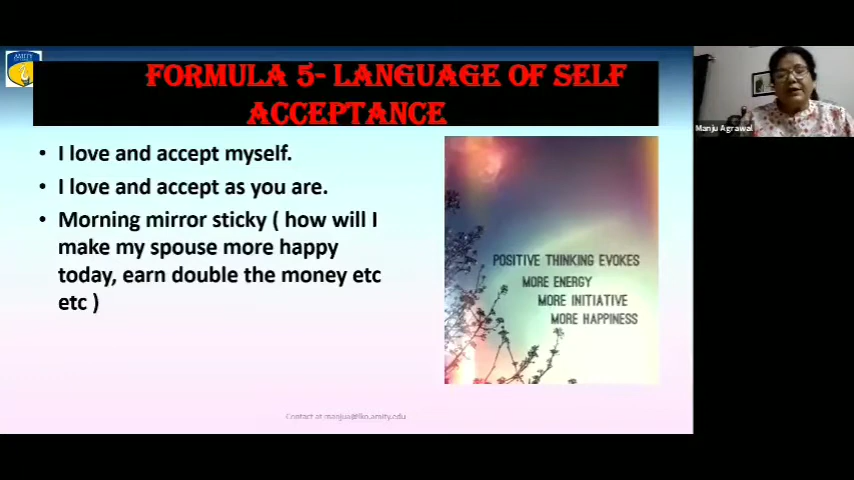 AMITY
FORMULA 5- LANGUAGE OF SELF
ACCEPTANCE
• I love and accept myself.
• I love and accept as you are.
• Morning mirror sticky ( how will I
make my spouse more happy
today, earn double the money etc
etc )
POSITIVE THINKING EVOKES
MORE ENERGY
MORE INITIATIVE
MORE HAPPINESS
Contact at manjua@lko.amity.edu
Manju Agrawal